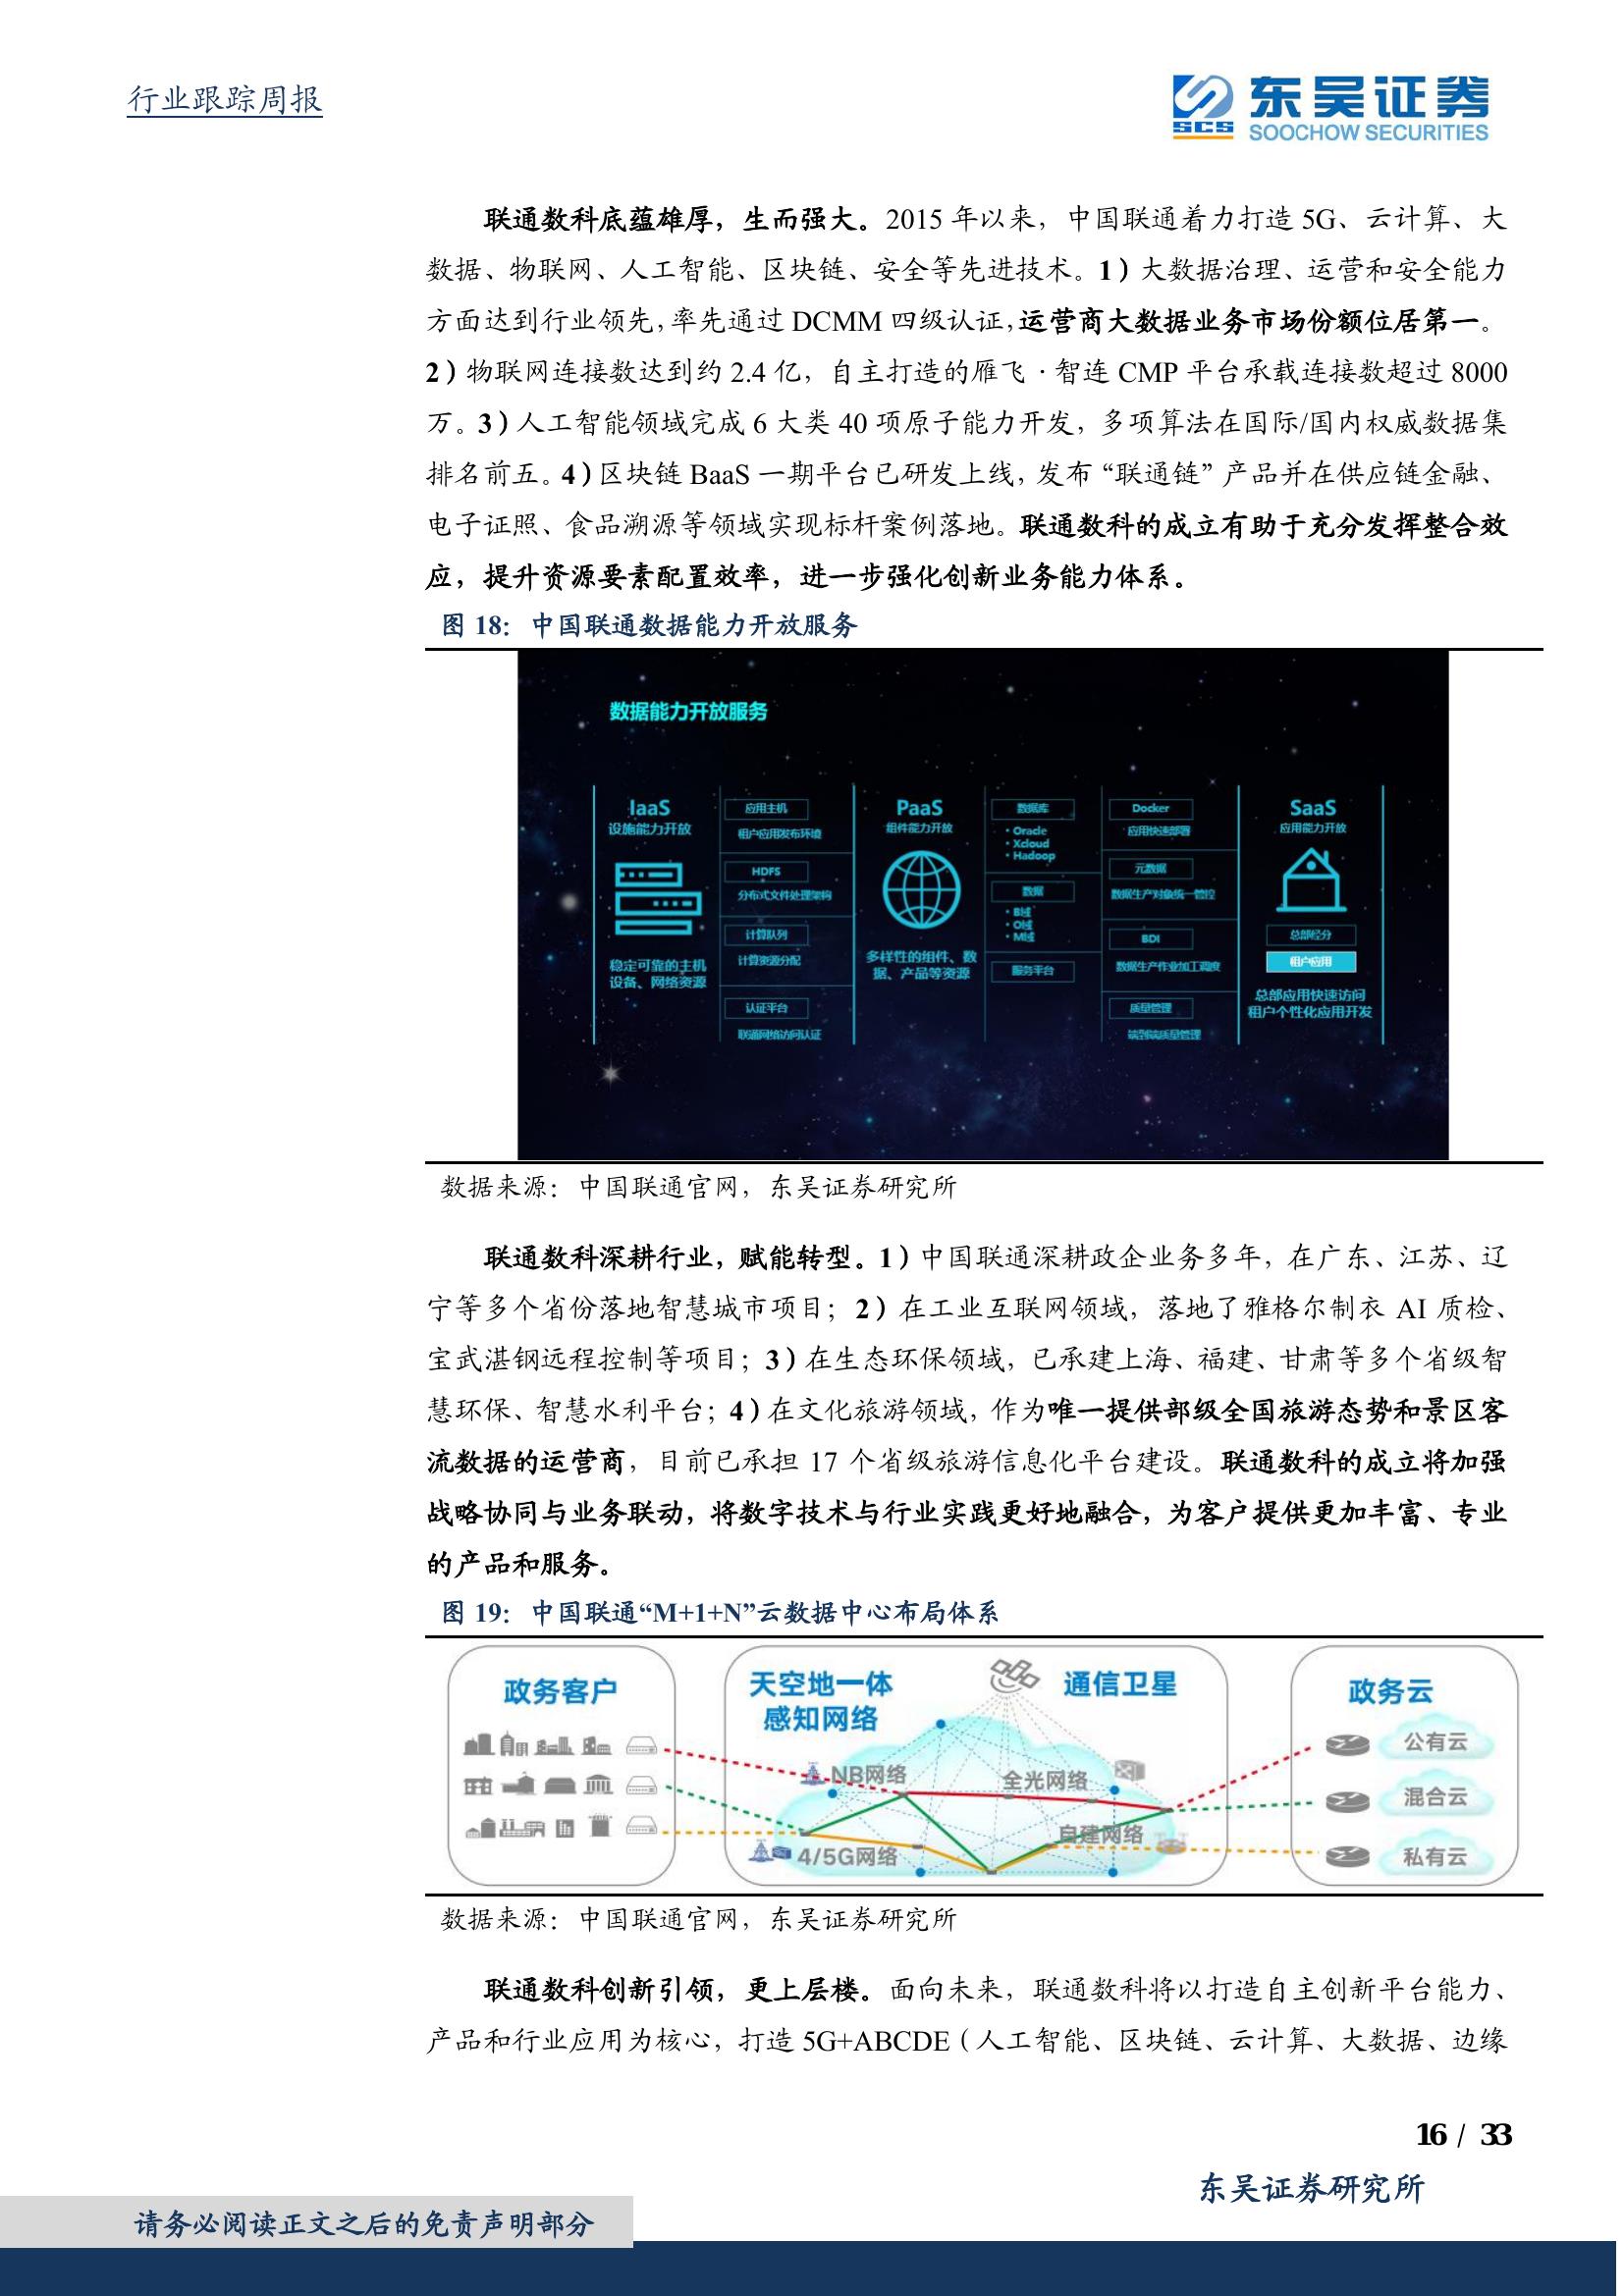 行业跟踪周报
东吴证券
SCS
SOOCHOW SECURITIES
联通数科底蕴雄厚，生而强大。2015 年以来，中国联通着力打造 5G、云计算、大
数据、物联网、人工智能、区块链、安全等先进技术。1）大数据治理、运营和安全能力
方面达到行业领先，率先通过 DCMM 四级认证，运营商大数据业务市场份额位居第一。
2）物联网连接数达到约 2.4 亿，自主打造的雁飞·智连 CMP 平台承载连接数超过 8000
万。3）人工智能领域完成 6 大类 40 项原子能力开发，多项算法在国际/国内权威数据集
排名前五。4）区块链 BaaS 一期平台已研发上线，发布“联通链”产品并在供应链金融、
电子证照、食品溯源等领域实现标杆案例落地。联通数科的成立有助于充分发挥整合效
应，提升资源要素配置效率，进一步强化创新业务能力体系。
图 18：中国联通数据能力开放服务
数据能力开放服务
IaaS
设施能力开放
稳定可靠的主机
设备、网络资源
应用主机
租户应用发布环境
HDFS
分布式文件处理架构
计算队列
计算资源分配
认证平台
联通网络访问认证
PaaS
组件能力开放
多样性的组件、数
据、产品等资源
数据库
• Oracle
• Xcloud
• Hadoop
数据
• B域
• O域
• M域
服务平台
Docker
应用快速部署
元数据
数据生产对象统一管控
BDI
数据生产作业加工调度
质量管理
端到端质量管理
SaaS
应用能力开放
总部经分
租户应用
总部应用快速访问
租户个性化应用开发
数据来源：中国联通官网，东吴证券研究所
联通数科深耕行业，赋能转型。1）中国联通深耕政企业务多年，在广东、江苏、辽
宁等多个省份落地智慧城市项目；2）在工业互联网领域，落地了雅格尔制衣 AI 质检、
宝武湛钢远程控制等项目；3）在生态环保领域，已承建上海、福建、甘肃等多个省级智
慧环保、智慧水利平台；4）在文化旅游领域，作为唯一提供部级全国旅游态势和景区客
流数据的运营商，目前已承担 17 个省级旅游信息化平台建设。联通数科的成立将加强
战略协同与业务联动，将数字技术与行业实践更好地融合，为客户提供更加丰富、专业
的产品和服务。
图 19：中国联通“M+1+N”云数据中心布局体系
政务客户
天空地一体
感知网络
通信卫星
NB网络
全光网络
自建网络
4/5G网络
政务云
公有云
混合云
私有云
数据来源：中国联通官网，东吴证券研究所
联通数科创新引领，更上层楼。面向未来，联通数科将以打造自主创新平台能力、
产品和行业应用为核心，打造 5G+ABCDE（人工智能、区块链、云计算、大数据、边缘
16 / 33
东吴证券研究所
请务必阅读正文之后的免责声明部分